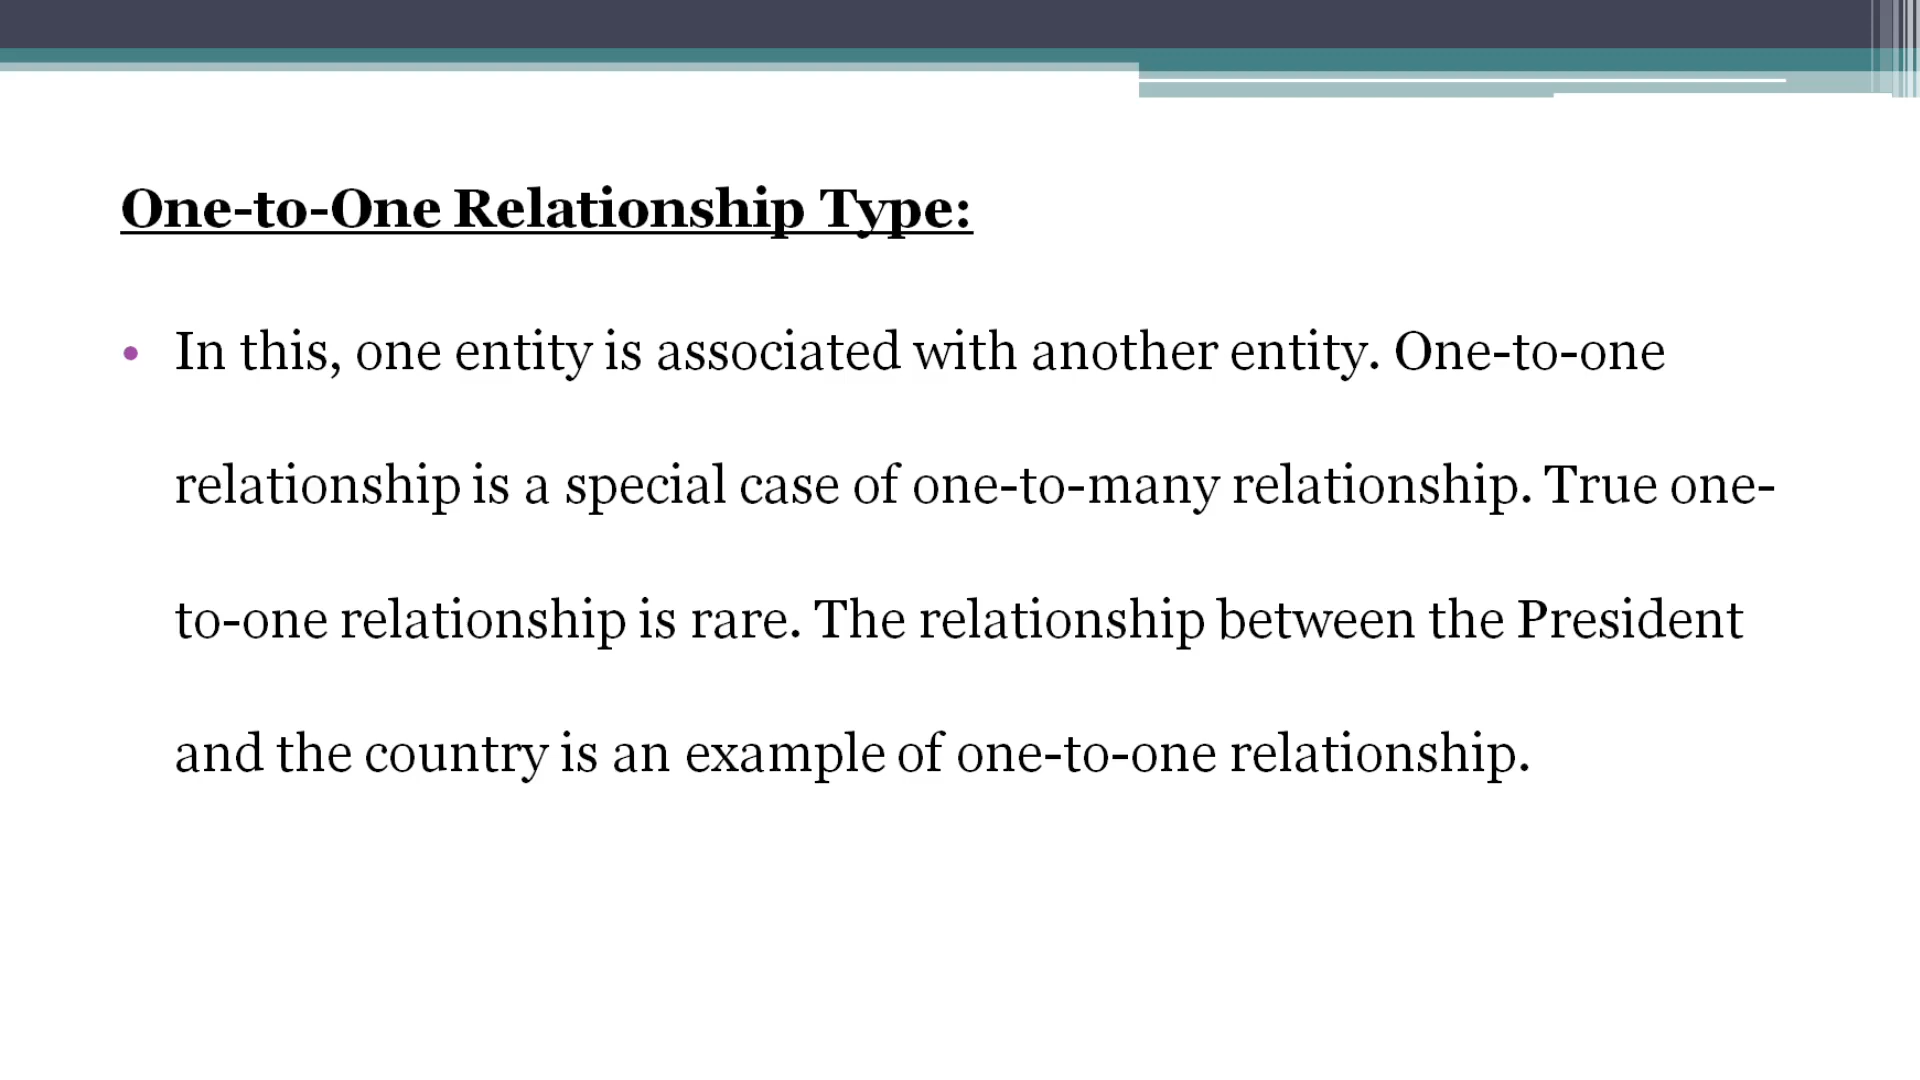 One-to-One Relationship Type:
• In this, one entity is associated with another entity. One-to-one
relationship is a special case of one-to-many relationship. True one-
to-one relationship is rare. The relationship between the President
and the country is an example of one-to-one relationship.